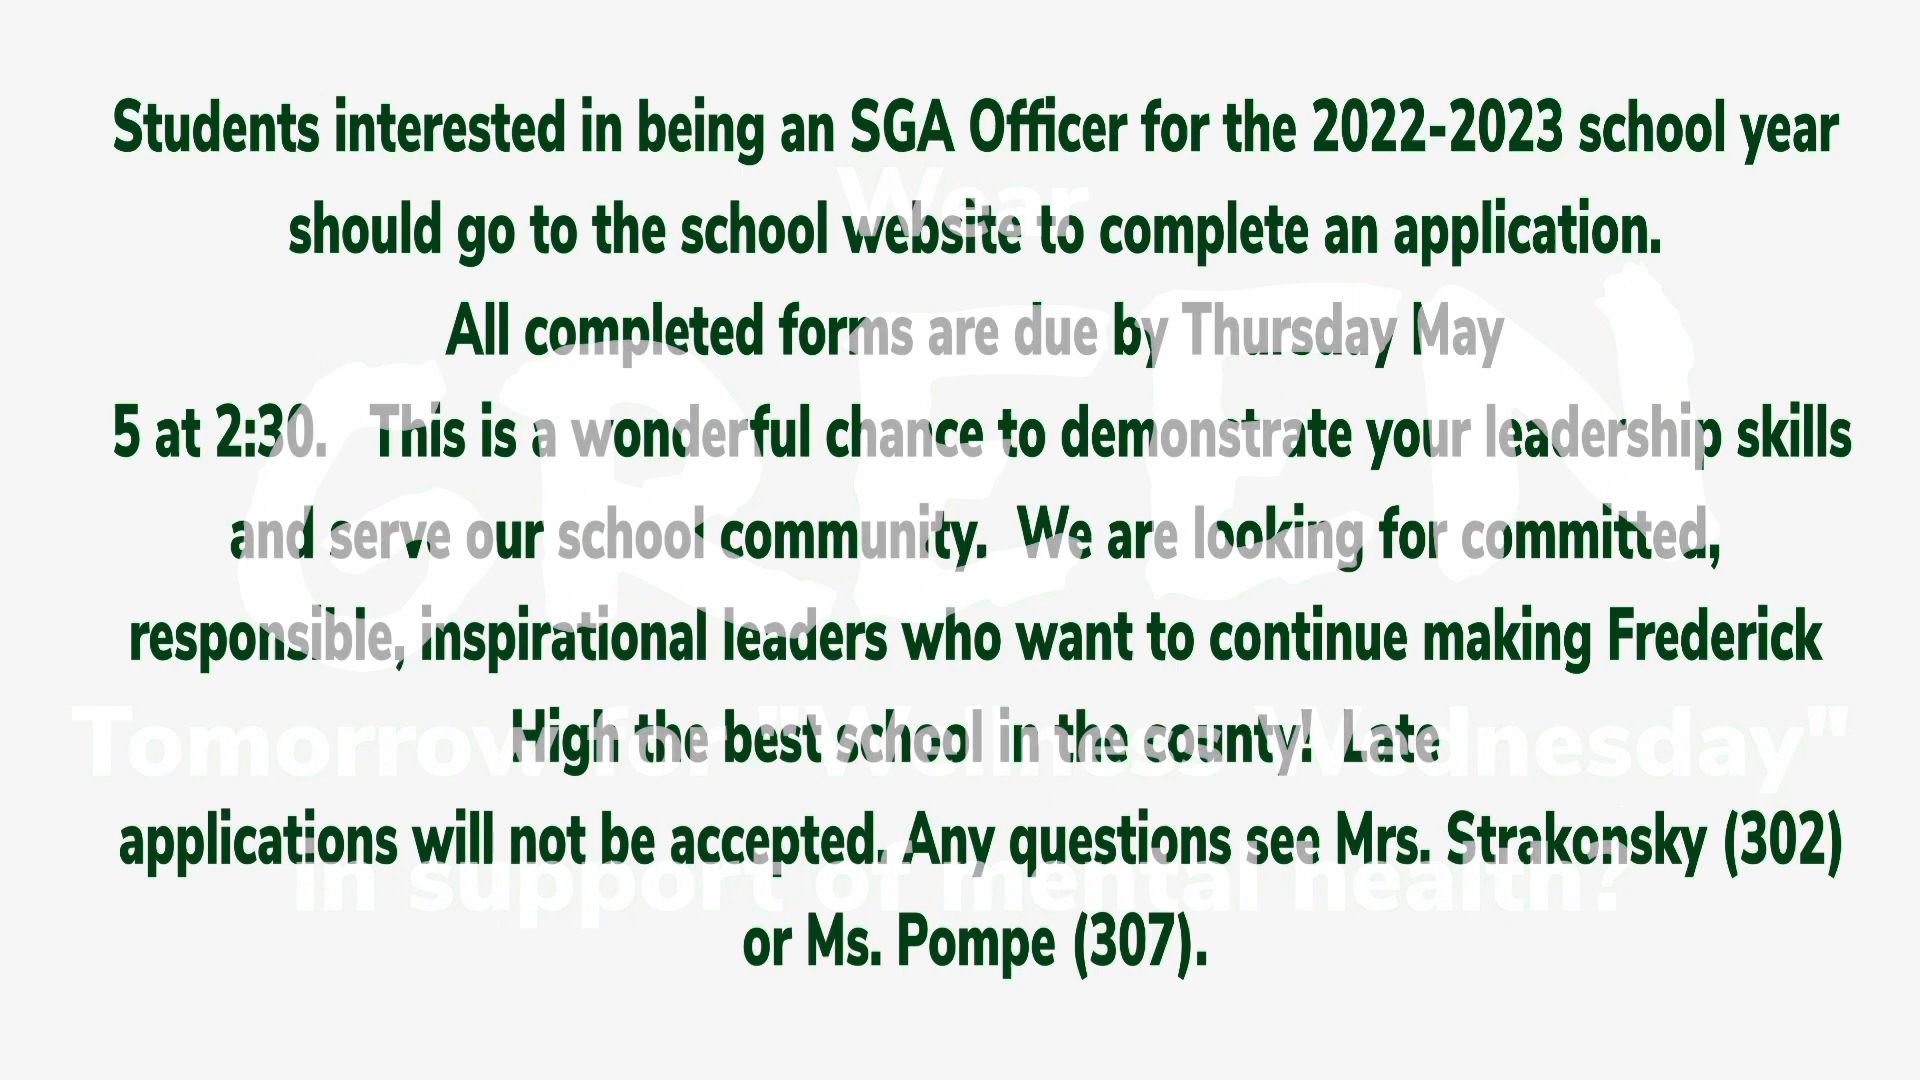 Students interested in being an SGA Officer for the 2022-2023 school year
should go to the school website to complete an application.
All completed forms are due by Thursday May
5 at 2:30.   This is a wonderful chance to demonstrate your leadership skills
and serve our school community.  We are looking for committed,
responsible, inspirational leaders who want to continue making Frederick
High the best school in the county!  Late
applications will not be accepted. Any questions see Mrs. Strakonsky (302)
or Ms. Pompe (307).
Wear
GREEN
Tomorrow for "Wellness Wednesday"
in support of mental health?